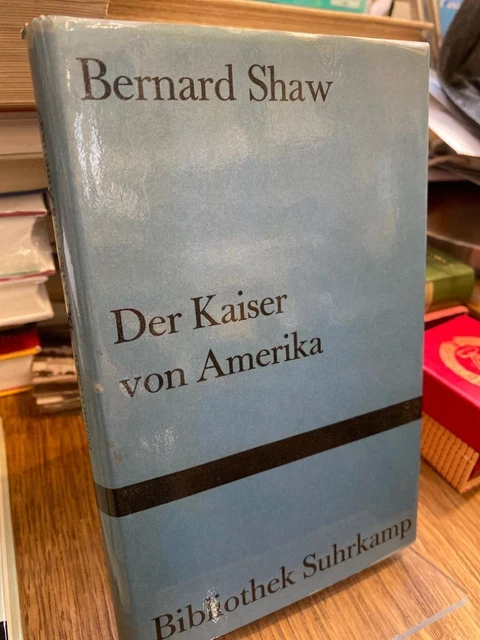 Bernard Shaw
Der Kaiser
von Amerika
Bibliothek Suhrkamp